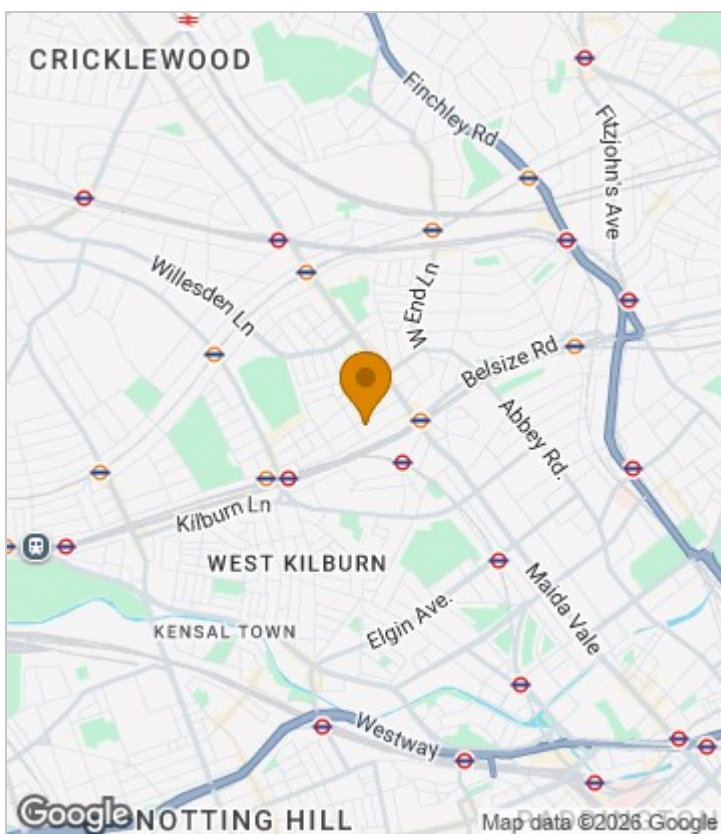 CRICKLEWOOD
Finchley Rd
Fitzjohn's Ave
Willesden Ln
W End Ln
Belsize Rd
Abbey Rd.
Kilburn Ln
WEST KILBURN
Maida Vale
Elgin Ave.
KENSAL TOWN
Westway
Google
NOTTING HILL
Map data ©2026 Google